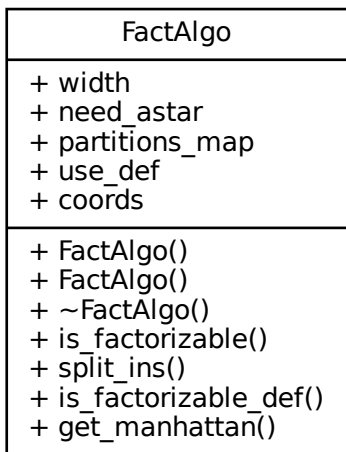 FactAlgo
+ width
+ need_astar
+ partitions_map
+ use_def
+ coords
+ FactAlgo()
+ FactAlgo()
+ ~FactAlgo()
+ is_factorizable()
+ split_ins()
+ is_factorizable_def()
+ get_manhattan()